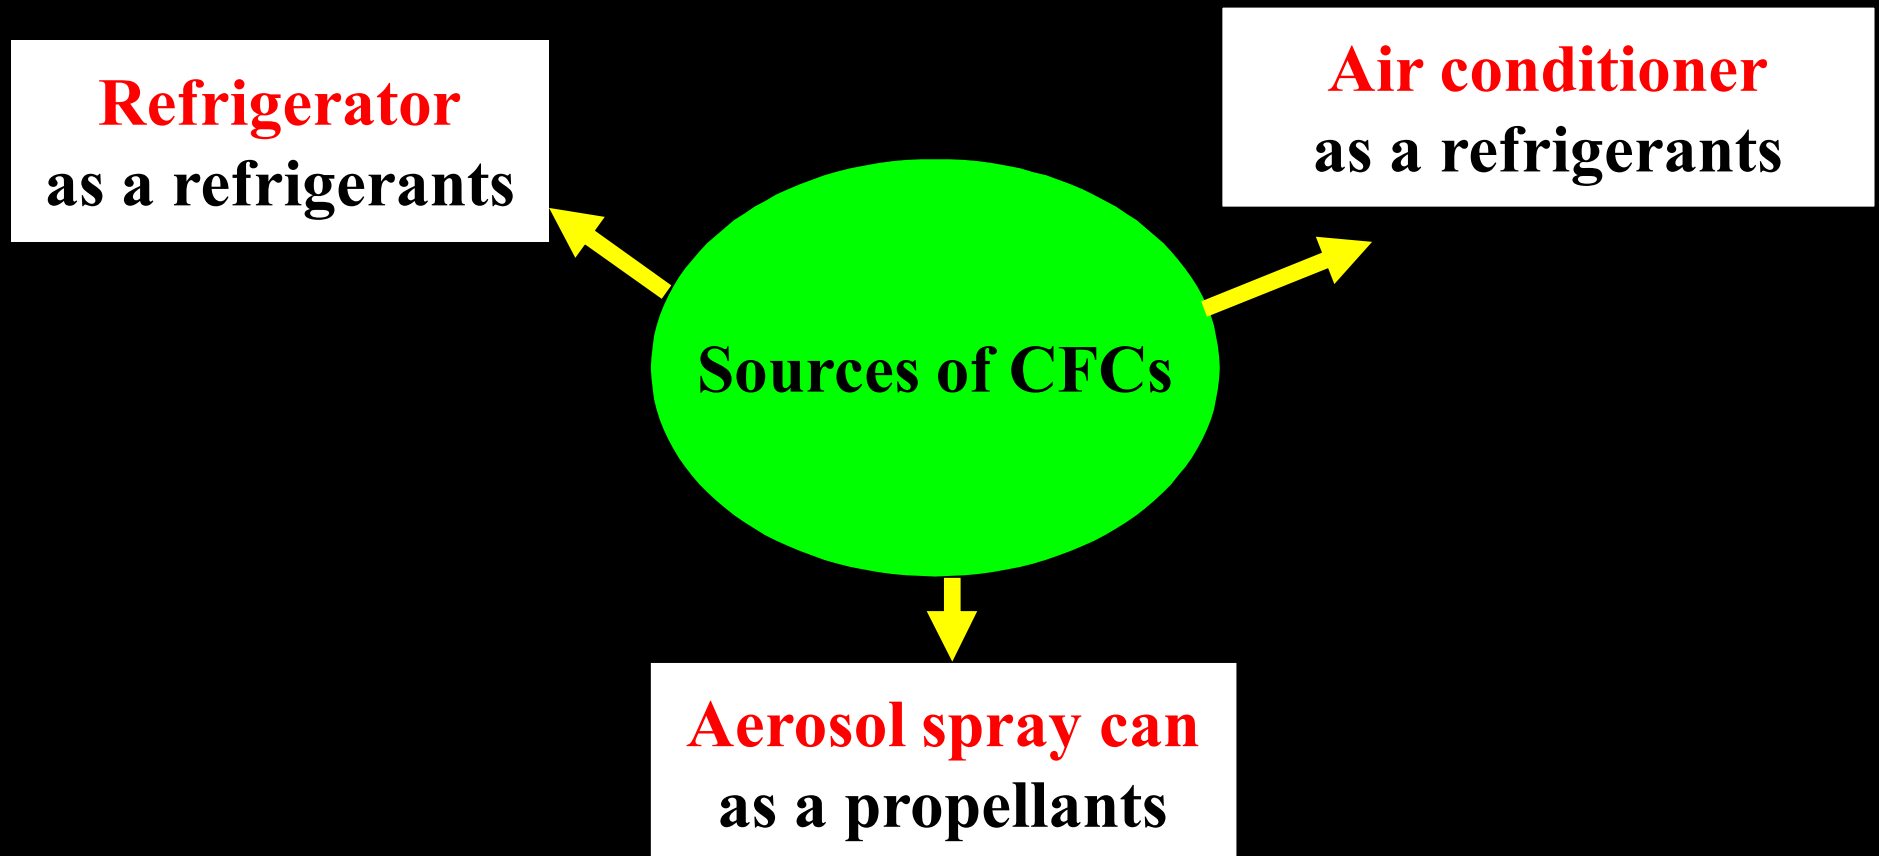 Refrigerator
as a refrigerants
Air conditioner
as a refrigerants
Sources of CFCs
Aerosol spray can
as a propellants